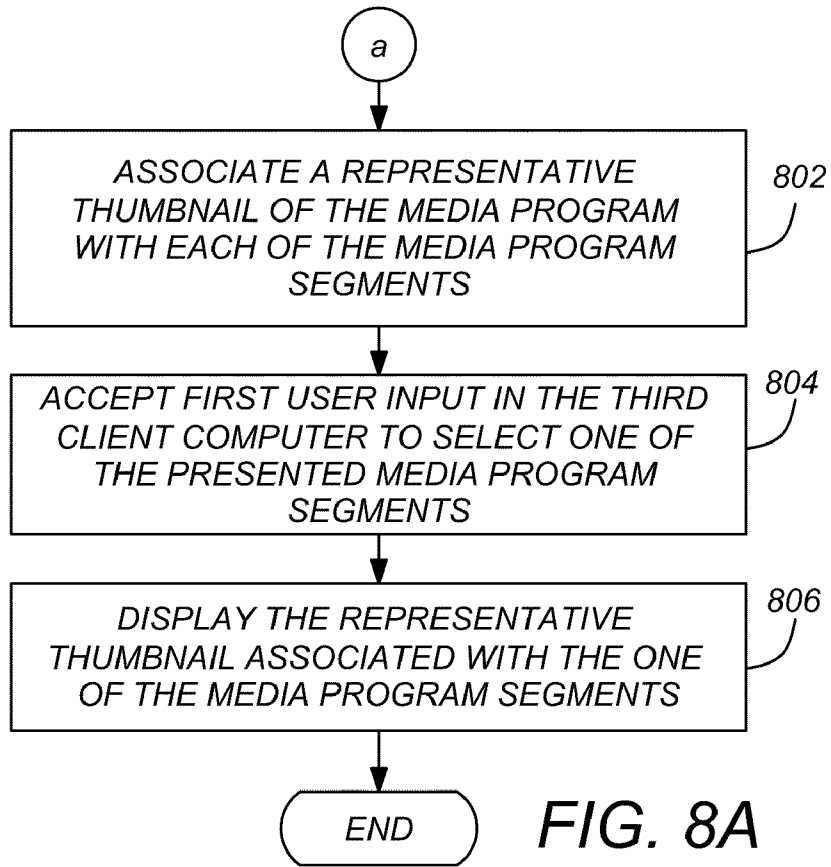 a
ASSOCIATE A REPRESENTATIVE
THUMBNAIL OF THE MEDIA PROGRAM
WITH EACH OF THE MEDIA PROGRAM
SEGMENTS
802
ACCEPT FIRST USER INPUT IN THE THIRD
CLIENT COMPUTER TO SELECT ONE OF
THE PRESENTED MEDIA PROGRAM
SEGMENTS
804
DISPLAY THE REPRESENTATIVE
THUMBNAIL ASSOCIATED WITH THE ONE
OF THE MEDIA PROGRAM SEGMENTS
806
END
FIG. 8A